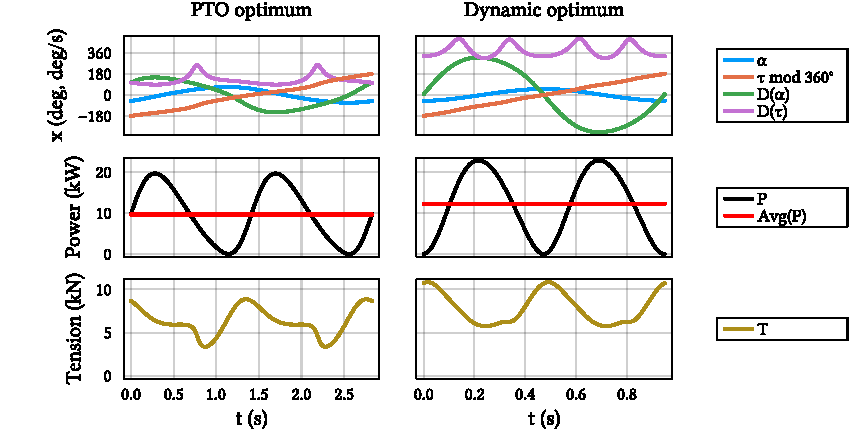 PTO optimum
Dynamic optimum
x (deg, deg/s)
360
180
0
−180
α
τ mod 360°
D(α)
D(τ)
Power (kW)
20
10
0
P
Avg(P)
Tension (kN)
10
5
0
T
0.0 0.5 1.0 1.5 2.0 2.5
0.0 0.2 0.4 0.6 0.8
t (s)
t (s)